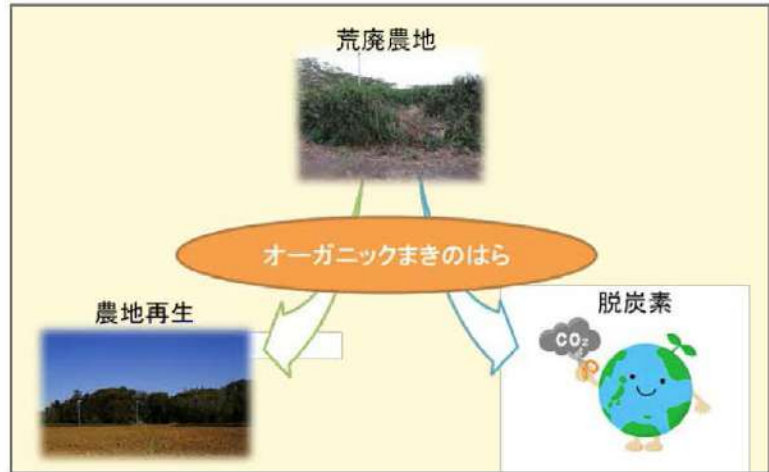 荒廃農地
オーガニックまきのはら
農地再生
脱炭素
CO₂